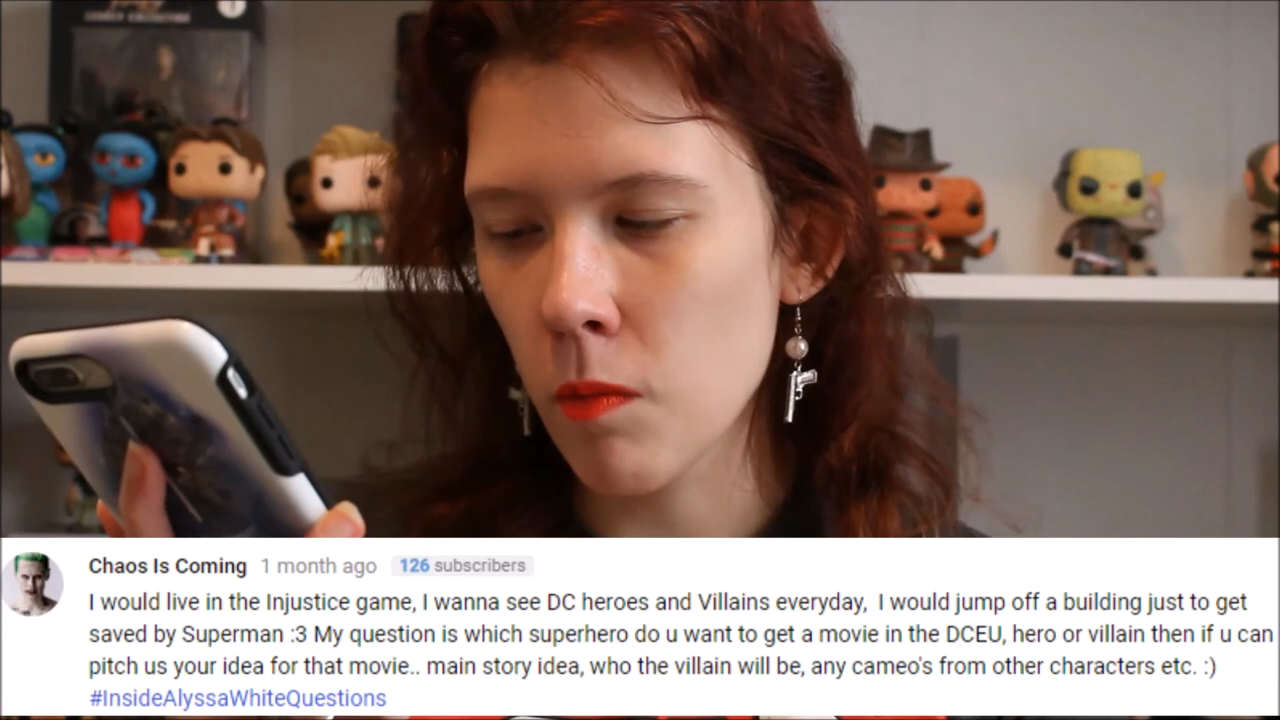 LEGACY COLLECTION
1
Chaos Is Coming 1 month ago 126 subscribers
I would live in the Injustice game, I wanna see DC heroes and Villains everyday, I would jump off a building just to get
saved by Superman :3 My question is which superhero do u want to get a movie in the DCEU, hero or villain then if u can
pitch us your idea for that movie.. main story idea, who the villain will be, any cameo's from other characters etc. :)
#InsideAlyssaWhiteQuestions